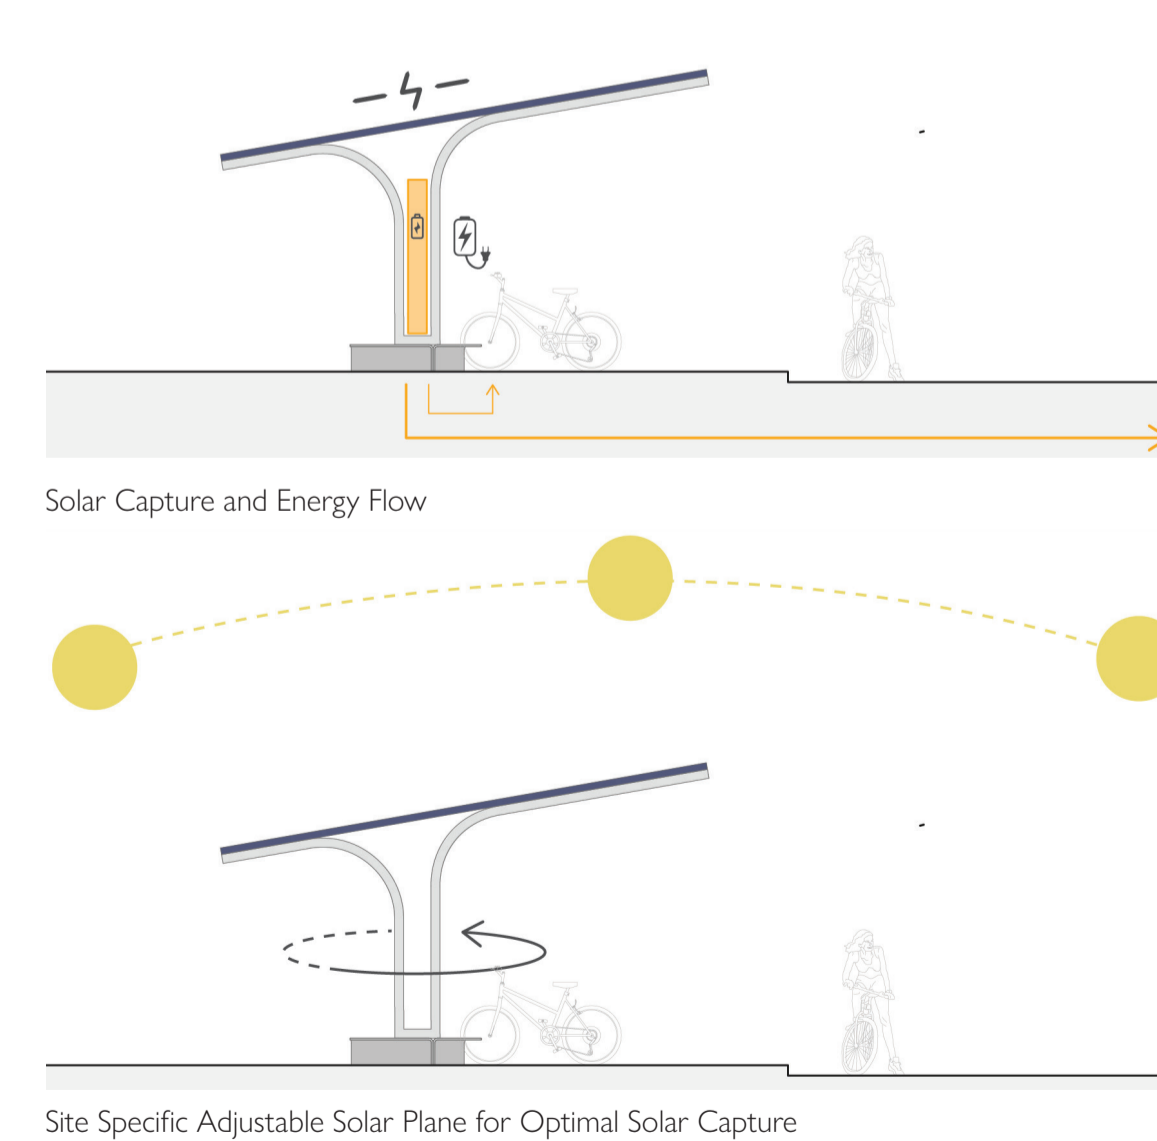 Solar Capture and Energy Flow
Site Specific Adjustable Solar Plane for Optimal Solar Capture